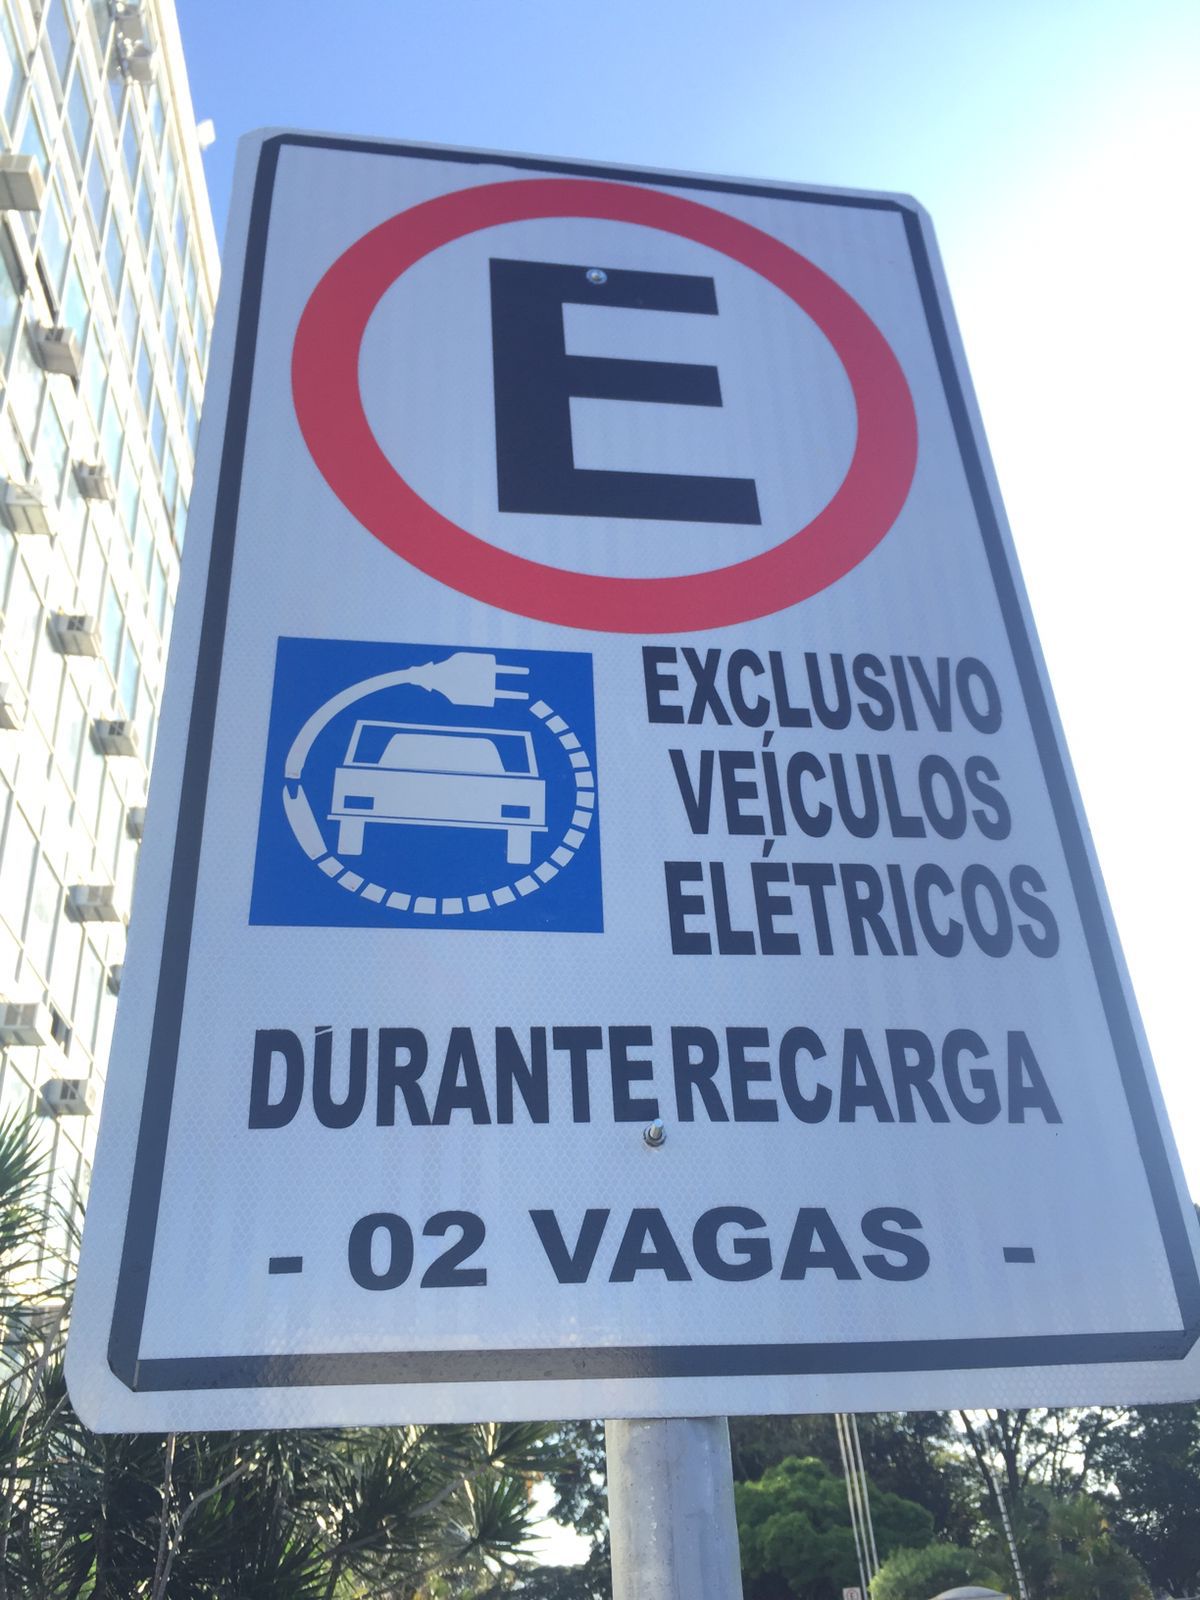 E
EXCLUSIVO
VEÍCULOS
ELÉTRICOS
DURANTE RECARGA
- 02 VAGAS -
E